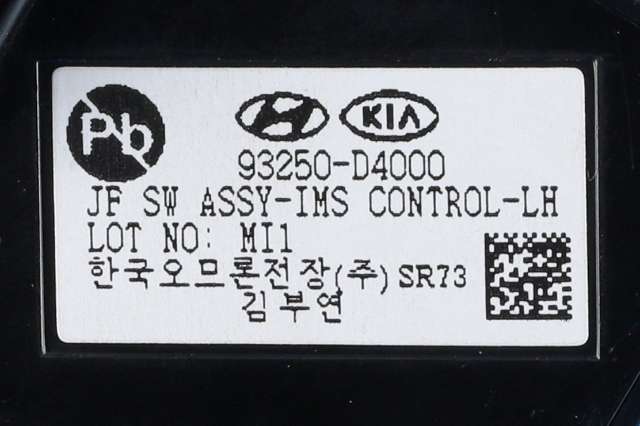 Pb
KIA
93250-D4000
JF SW ASSY-IMS CONTROL-LH
LOT NO: MI1
한국오므론전장(주) SR73
김부연